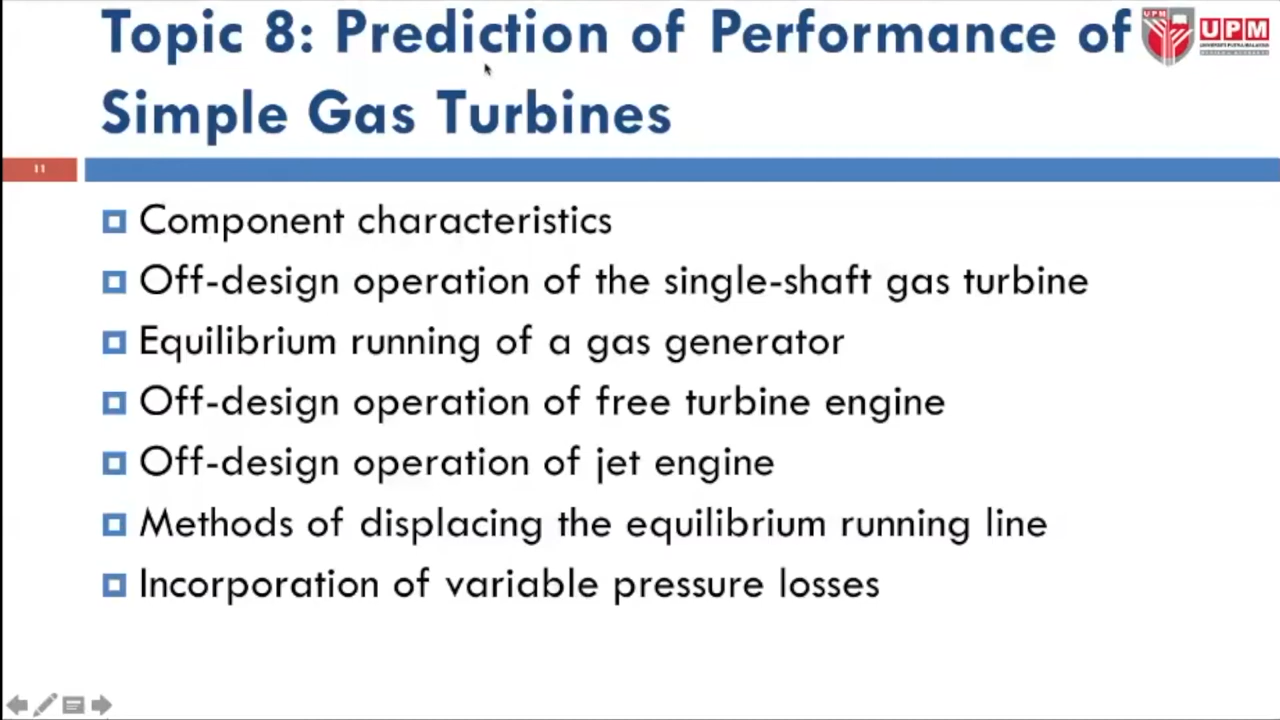 Topic 8: Prediction of Performance of
Simple Gas Turbines
UPM
UPM
11
Component characteristics
Off-design operation of the single-shaft gas turbine
Equilibrium running of a gas generator
Off-design operation of free turbine engine
Off-design operation of jet engine
Methods of displacing the equilibrium running line
Incorporation of variable pressure losses